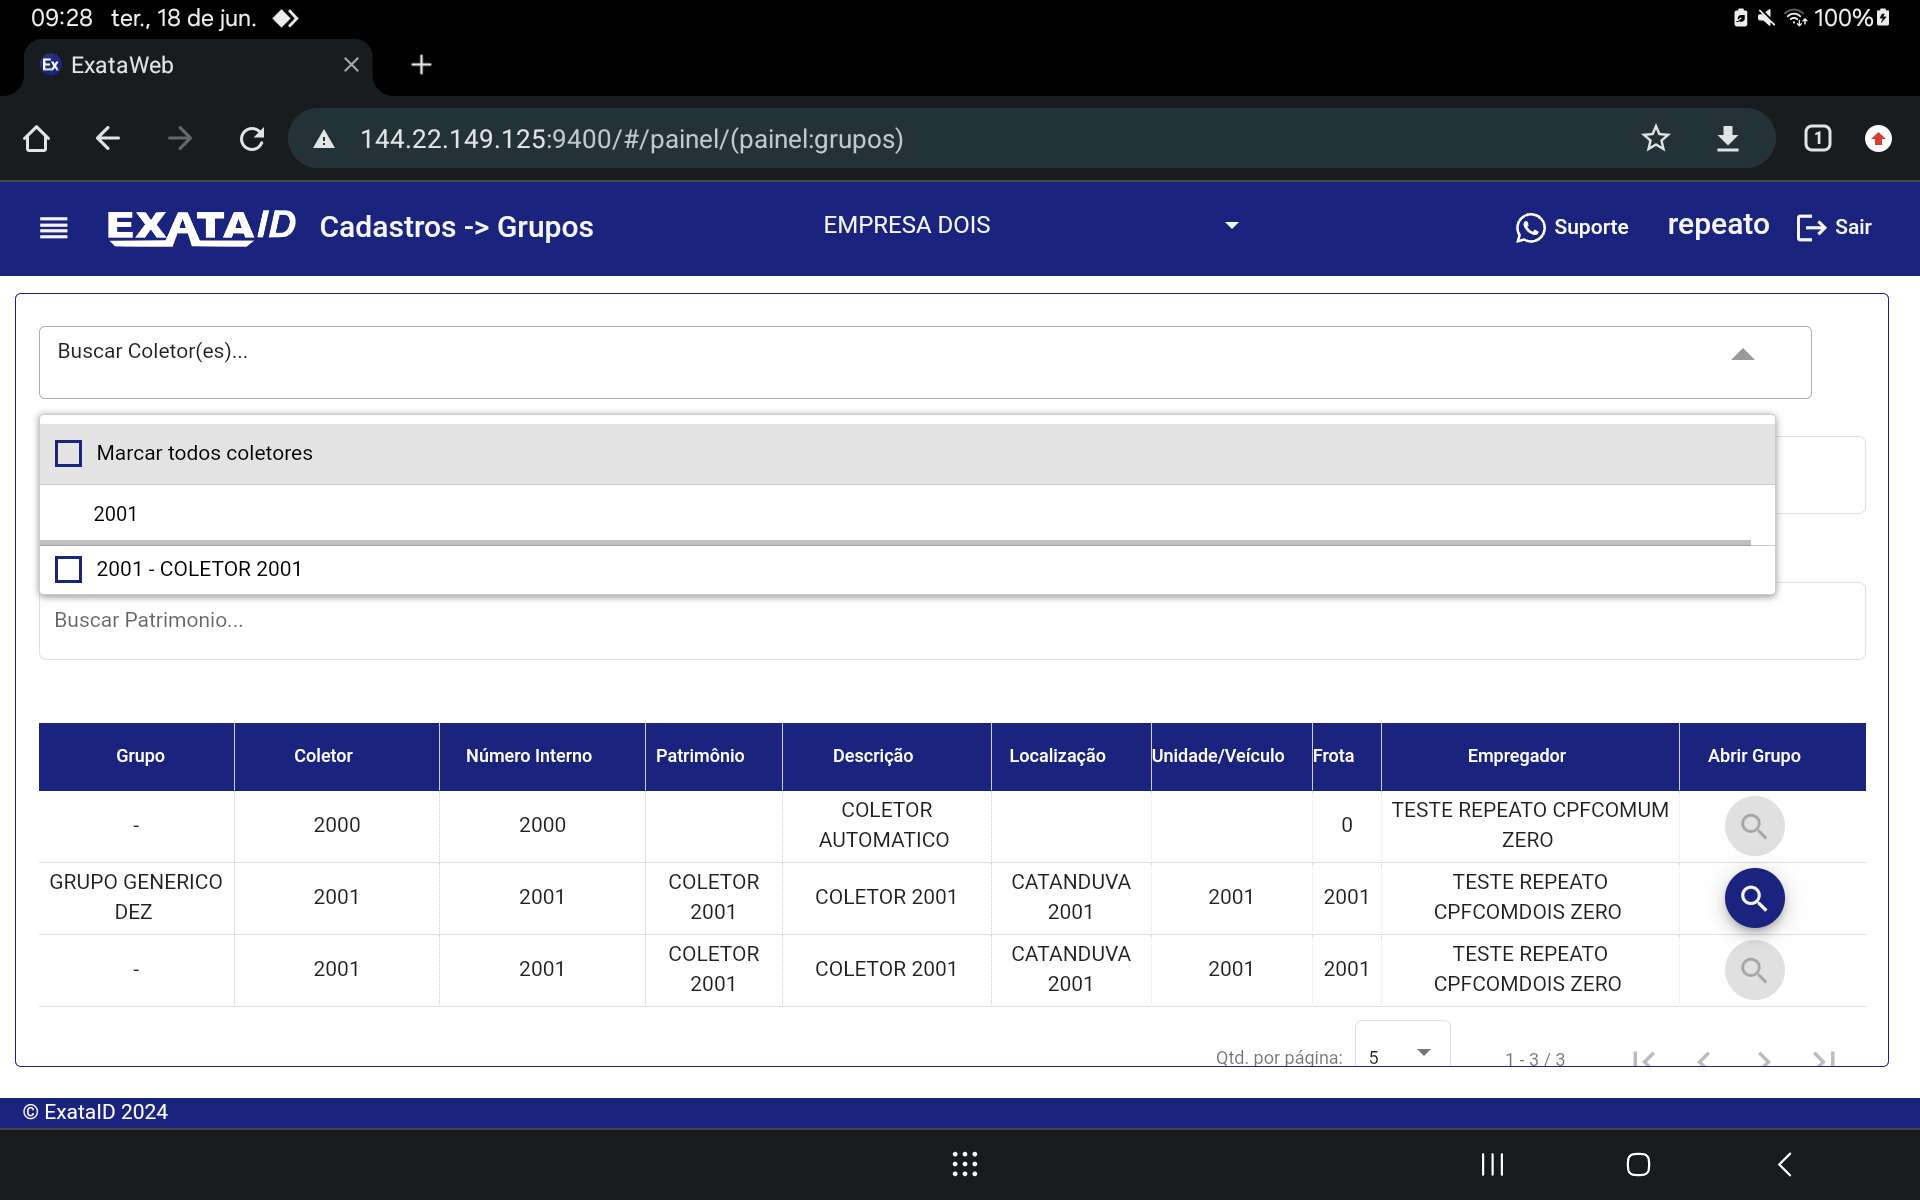 09:28 ter., 18 de jun. 100%
Ex ExataWeb
144.22.149.125:9400/#/painel/(painel:grupos) 1
EXATAID Cadastros -> Grupos EMPRESA DOIS Suporte repeato Sair
Buscar Coletor(es)...
Marcar todos coletores
2001
2001 - COLETOR 2001
Buscar Patrimonio...
Grupo Coletor Número Interno Patrimônio Descrição Localização Unidade/Veículo Frota Empregador Abrir Grupo
- 2000 2000 COLETOR AUTOMATICO 0 TESTE REPEATO CPFCOMUM ZERO
GRUPO GENERICO DEZ 2001 2001 COLETOR 2001 COLETOR 2001 CATANDUVA 2001 2001 2001 TESTE REPEATO CPFCOMDOIS ZERO
- 2001 2001 COLETOR 2001 COLETOR 2001 CATANDUVA 2001 2001 2001 TESTE REPEATO CPFCOMDOIS ZERO
Qtd. por página: 5 1 - 3 / 3
© ExataID 2024